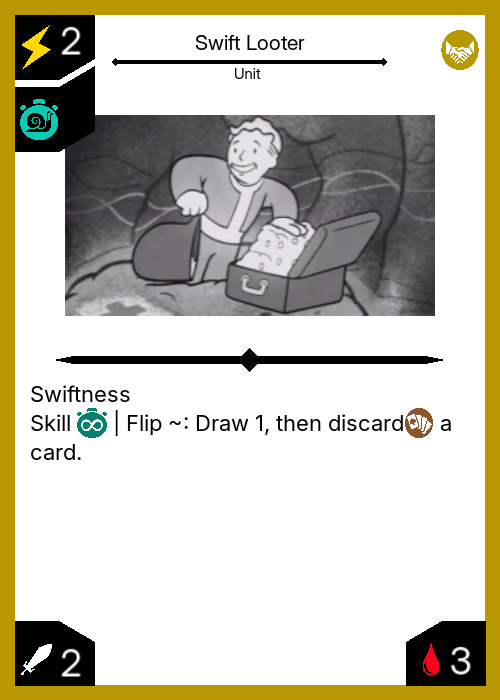 2
Swift Looter
Unit
Swiftness
Skill | Flip ~: Draw 1, then discard a
card.
2
3